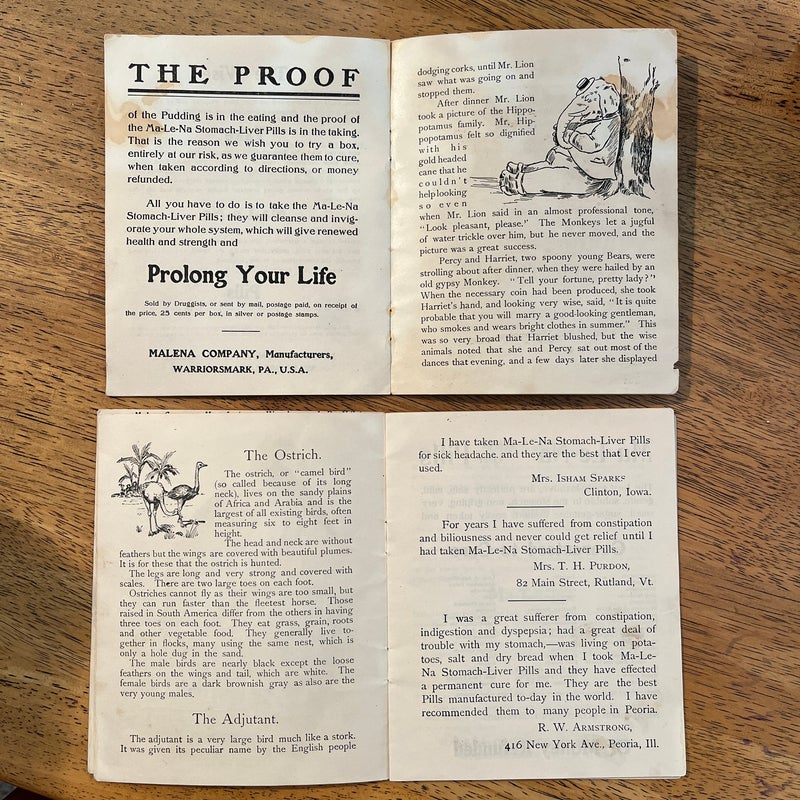 THE PROOF
of the Pudding is in the eating and the proof of
the Ma-Le-Na Stomach-Liver Pills is in the taking.
That is the reason we wish you to try a box,
entirely at our risk, as we guarantee them to cure,
when taken according to directions, or money
refunded.
All you have to do is to take the Ma-Le-Na
Stomach-Liver Pills; they will cleanse and invig-
orate your whole system, which will give renewed
health and strength and
Prolong Your Life
Sold by Druggists, or sent by mail, postage paid, on receipt of
the price, 25 cents per box, in silver or postage stamps.
MALENA COMPANY, Manufacturers,
WARRIORSMARK, PA., U.S.A.
dodging corks, until Mr. Lion
saw what was going on and
stopped them.
After dinner Mr. Lion
took a picture of the Hippo-
potamus family. Mr. Hip-
popotamus felt so dignified
with his
gold headed
cane that he
couldn't
help looking
so even
when Mr. Lion said in an almost professional tone,
"Look pleasant, please." The Monkeys let a jugful
of water trickle over him, but he never moved, and the
picture was a great success.
Percy and Harriet, two spoony young Bears, were
strolling about after dinner, when they were hailed by an
old gypsy Monkey. "Tell your fortune, pretty lady?"
When the necessary coin had been produced, she took
Harriet's hand, and looking very wise, said, "It is quite
probable that you will marry a good-looking gentleman,
who smokes and wears bright clothes in summer." This
was so very broad that Harriet blushed, but the wise
animals noted that she and Percy sat out most of the
dances that evening, and a few days later she displayed
The Ostrich.
The ostrich, or "camel bird"
(so called because of its long
neck), lives on the sandy plains
of Africa and Arabia and is the
largest of all existing birds, often
measuring six to eight feet in
height.
The head and neck are without
feathers but the wings are covered with beautiful plumes.
It is for these that the ostrich is hunted.
The legs are long and very strong and covered with
scales. There are two large toes on each foot.
Ostriches cannot fly as their wings are too small, but
they can run faster than the fleetest horse. Those
raised in South America differ from the others in having
three toes on each foot. They eat grass, grain, roots
and other vegetable food. They generally live to-
gether in flocks, many using the same nest, which is
only a hole dug in the sand.
The male birds are nearly black except the loose
feathers on the wings and tail, which are white. The
female birds are a dark brownish gray as also are the
very young males.
The Adjutant.
The adjutant is a very large bird much like a stork.
It was given its peculiar name by the English people
I have taken Ma-Le-Na Stomach-Liver Pills
for sick headache. and they are the best that I ever
used.
Mrs. Isham Sparks
Clinton, Iowa.
For years I have suffered from constipation
and biliousness and never could get relief until I
had taken Ma-Le-Na Stomach-Liver Pills.
Mrs. T. H. Purdon,
82 Main Street, Rutland, Vt.
I was a great sufferer from constipation,
indigestion and dyspepsia; had a great deal of
trouble with my stomach,—was living on pota-
toes, salt and dry bread when I took Ma-Le-
Na Stomach-Liver Pills and they have effected
a permanent cure for me. They are the best
Pills manufactured to-day in the world. I have
recommended them to many people in Peoria.
R. W. Armstrong,
416 New York Ave., Peoria, Ill.